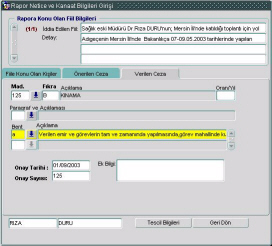 Rapor Netice ve Kanaat Bilgileri Girişi
Rapora Konu Olan Fiil Bilgileri
(1/1) İddia Edilen Fiil: Sağlık eski Müdürü Dr.Rıza DURU'nun; Mersin İlinde katıldığı toplantı için yol
Detay: Adıgeçenin Mersin İlinde Bakanlıkça 07-09.05.2003 tarihlerinde yapılan
Fiile Konu Olan Kişiler Önerilen Ceza Verilen Ceza
Mad. Fıkra Açıklama Oran/Yıl
125 B KINAMA
Paragraf ve Açıklaması
Bent Açıklama
a Verilen emir ve görevlerin tam ve zamanında yapılmasında,görev mahallinde ku
Onay Tarihi : 01/09/2003 Ek Bilgi
Onay Sayısı: 125
RIZA DURU Tescil Bilgileri Geri Dön